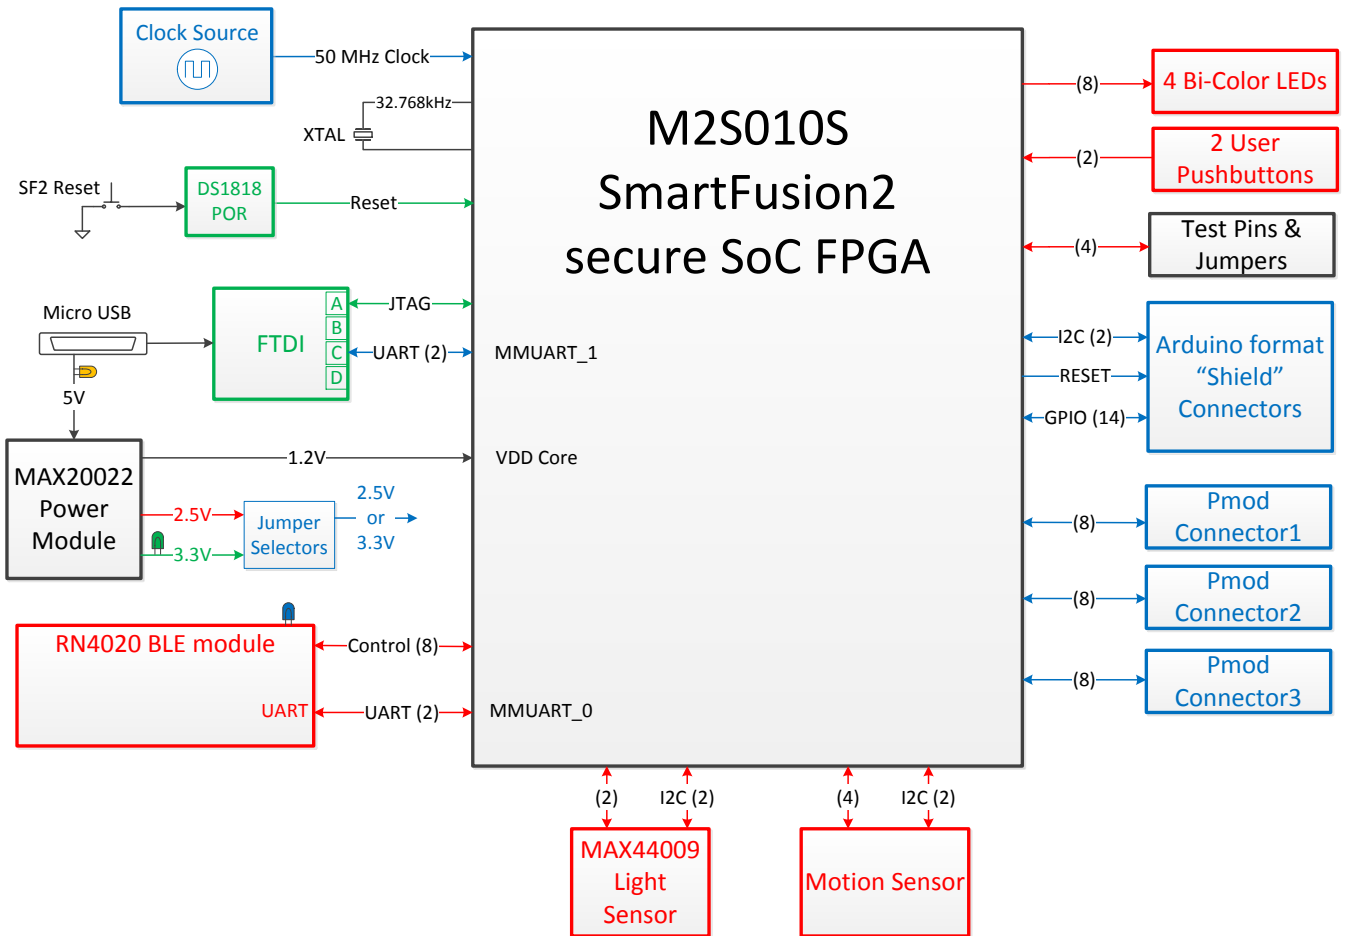 Clock Source
50 MHz Clock
32.768kHz
XTAL
SF2 Reset
DS1818
POR
Reset
Micro USB
FTDI
A
B
C
D
JTAG
UART (2)
MMUART_1
5V
MAX20022
Power
Module
1.2V
VDD Core
2.5V
3.3V
Jumper
Selectors
2.5V
or
3.3V
RN4020 BLE module
UART
Control (8)
UART (2)
MMUART_0
M2S010S
SmartFusion2
secure SoC FPGA
(8)
4 Bi-Color LEDs
(2)
2 User
Pushbuttons
(4)
Test Pins &
Jumpers
I2C (2)
RESET
GPIO (14)
Arduino format
“Shield”
Connectors
(8)
Pmod
Connector1
(8)
Pmod
Connector2
(8)
Pmod
Connector3
(2)
I2C (2)
MAX44009
Light
Sensor
(4)
I2C (2)
Motion Sensor